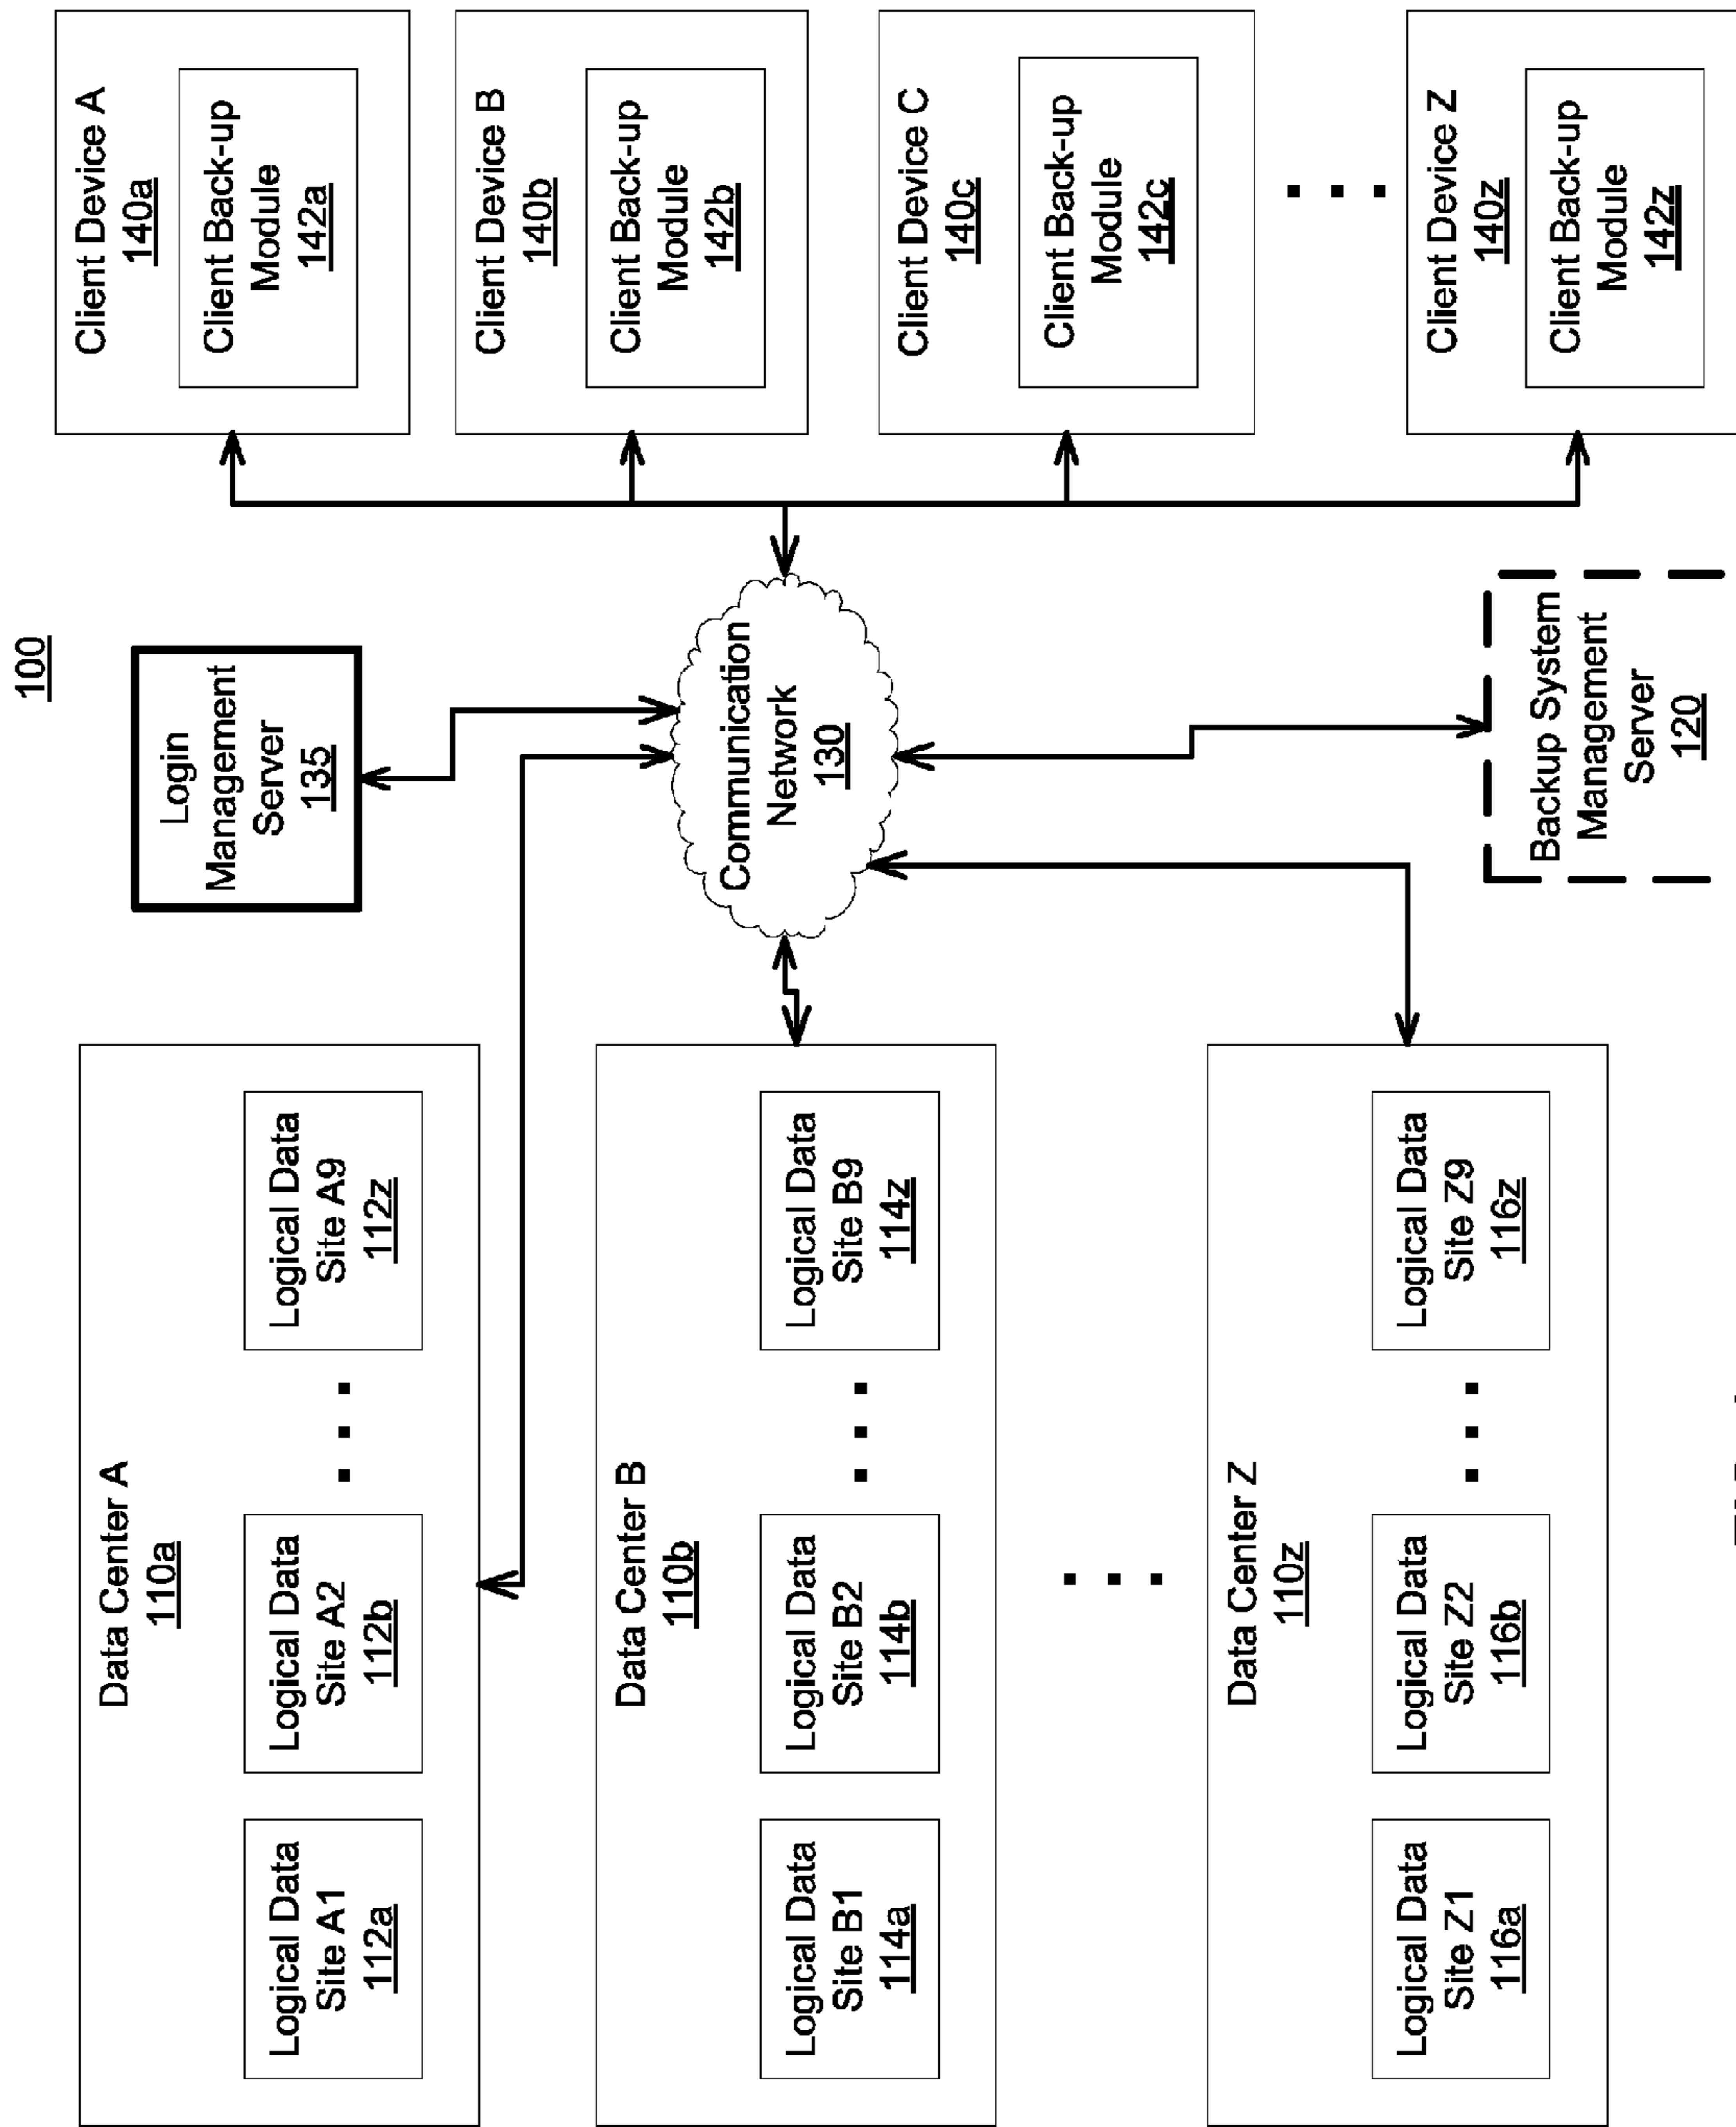 100
Data Center A
110a
Logical Data
Site A1
112a
Logical Data
Site A2
112b
. . .
Logical Data
Site A9
112z
Data Center B
110b
Logical Data
Site B1
114a
Logical Data
Site B2
114b
. . .
Logical Data
Site B9
114z
. . .
Data Center Z
110z
Logical Data
Site Z1
116a
Logical Data
Site Z2
116b
. . .
Logical Data
Site Z9
116z
Login
Management
Server
135
Communication
Network
130
Backup System
Management
Server
120
Client Device A
140a
Client Back-up
Module
142a
Client Device B
140b
Client Back-up
Module
142b
Client Device C
140c
Client Back-up
Module
142c
. . .
Client Device Z
140z
Client Back-up
Module
142z